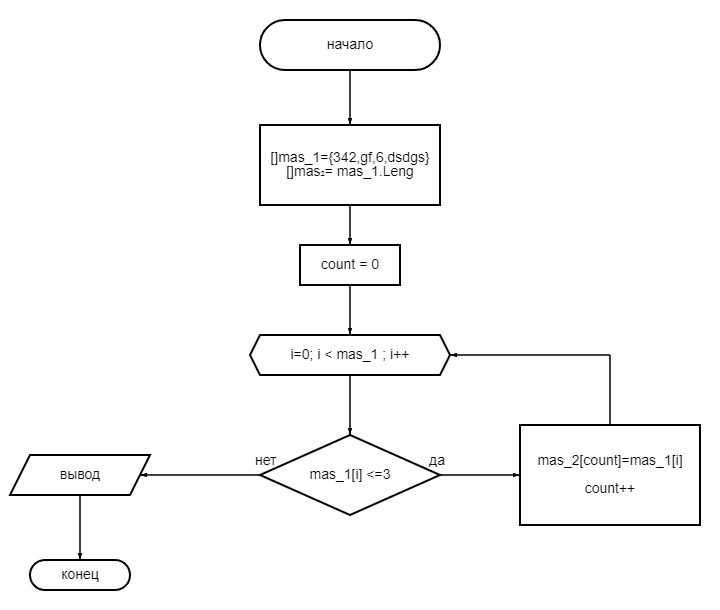 начало
[]mas_1={342,gf,6,dsdgs}
[]mas₂= mas_1.Leng
count = 0
i=0; i < mas_1 ; i++
нет
да
mas_1[i] <=3
mas_2[count]=mas_1[i]
count++
вывод
конец